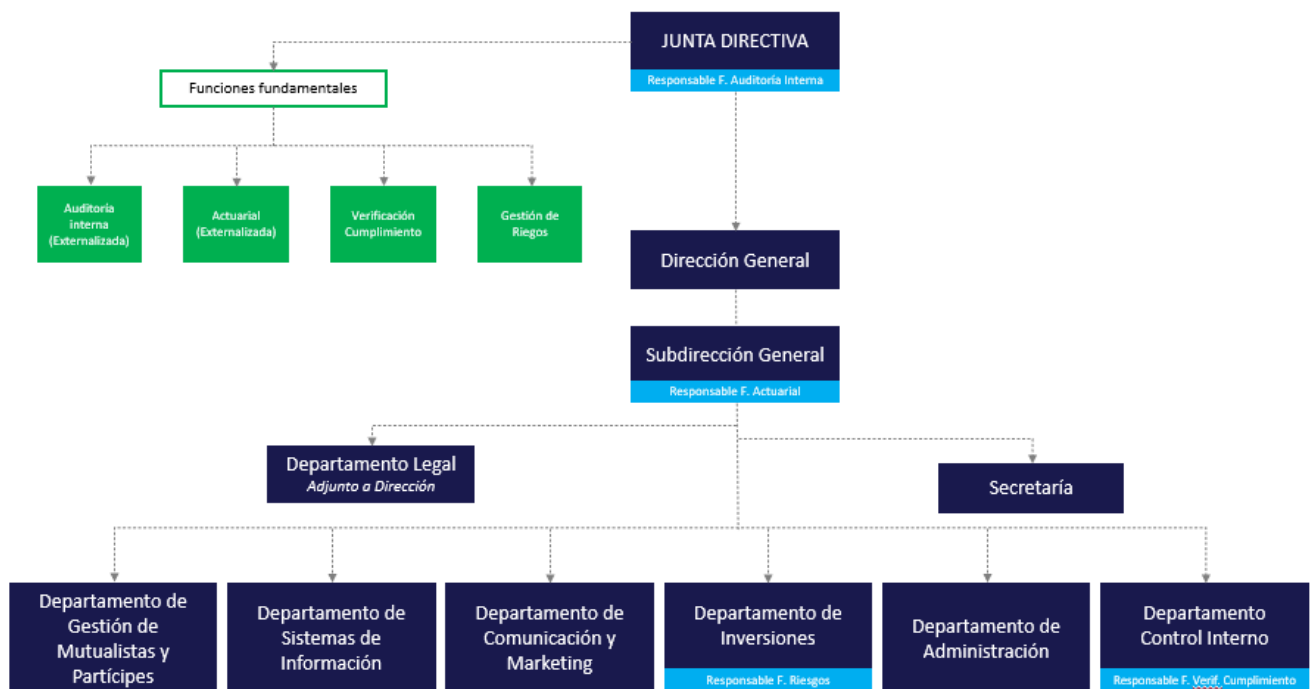 JUNTA DIRECTIVA
Responsable F. Auditoría Interna
Funciones fundamentales
Auditoría
interna
(Externalizada)
Actuarial
(Externalizada)
Verificación
Cumplimiento
Gestión de
Riegos
Dirección General
Subdirección General
Responsable F. Actuarial
Departamento Legal
Adjunto a Dirección
Secretaría
Departamento de
Gestión de
Mutualistas y
Partícipes
Departamento de
Sistemas de
Información
Departamento de
Comunicación y
Marketing
Departamento de
Inversiones
Responsable F. Riesgos
Departamento de
Administración
Departamento
Control Interno
Responsable F. Verif. Cumplimiento